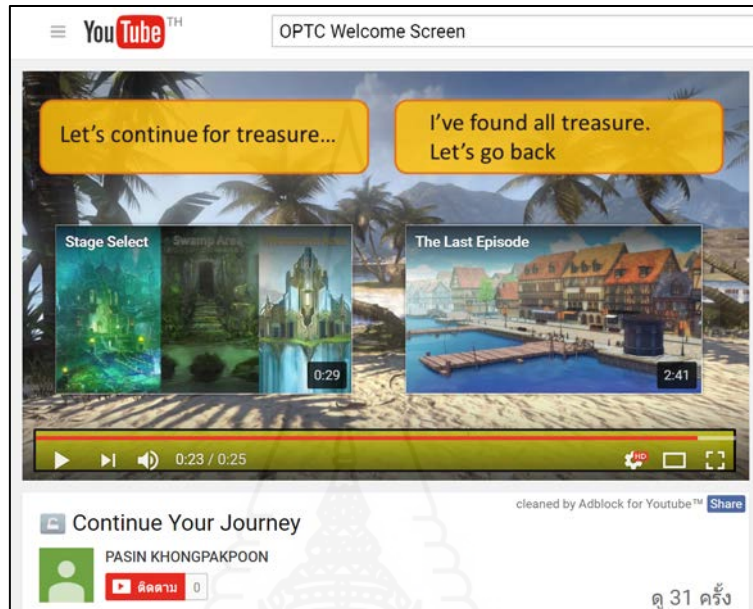 YouTube TH
OPTC Welcome Screen
Let's continue for treasure...
I've found all treasure.
Let's go back
Stage Select
Swamp Area
0:29
The Last Episode
2:41
0:23 / 0:25
HD
cleaned by Adblock for Youtube™ Share
Continue Your Journey
PASIN KHONGPAKPOON
ติดตาม 0
ดู 31 ครั้ง